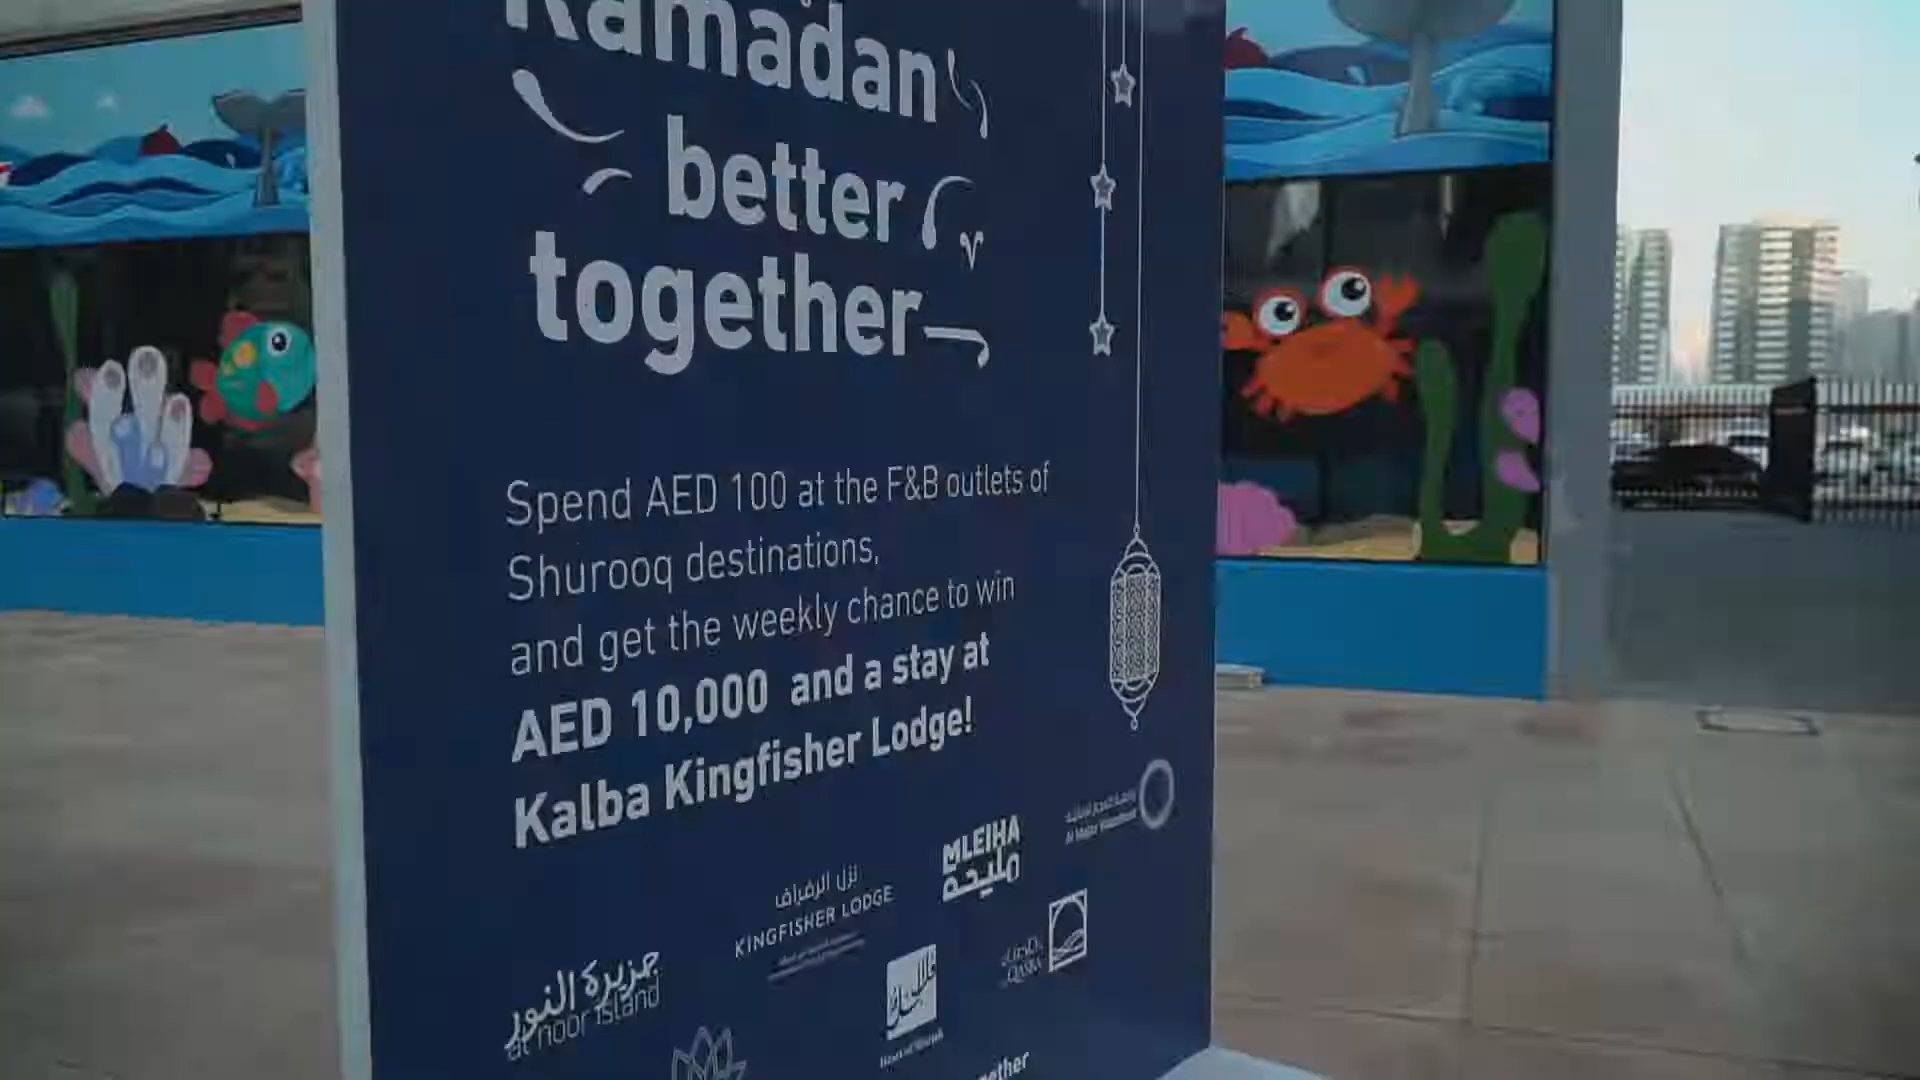 Ramadan
better
together
Spend AED 100 at the F&B outlets of
Shurooq destinations,
and get the weekly chance to win
AED 10,000 and a stay at
Kalba Kingfisher Lodge!
MLEIHA
مليحة
نزل الرفراف
KINGFISHER LODGE
QASBA
جزيرة النور
al noor island